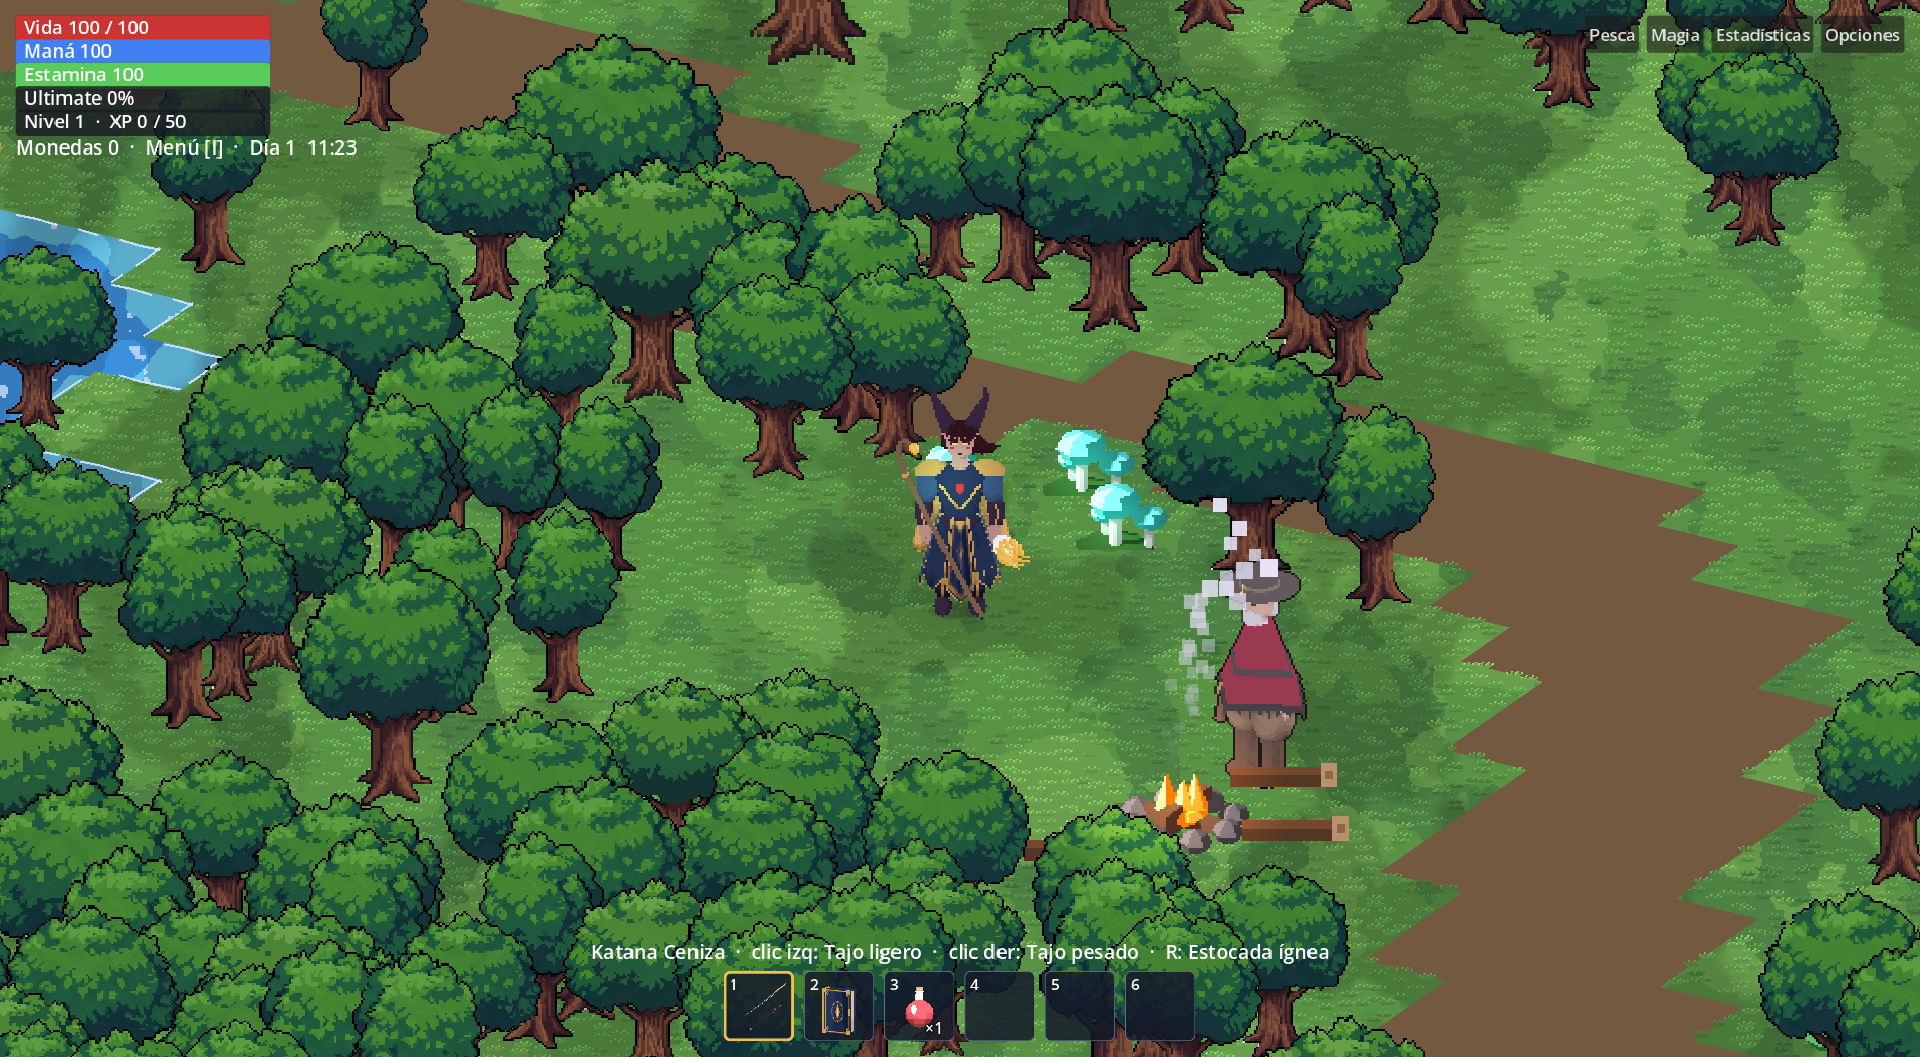 Vida 100 / 100
Maná 100
Estamina 100
Ultimate 0%
Nivel 1 · XP 0 / 50
Monedas 0 · Menú [I] · Día 1 11:23
Pesca Magia Estadísticas Opciones
Katana Ceniza · clic izq: Tajo ligero · clic der: Tajo pesado · R: Estocada ígnea
1 2 3 4 5 6
×1